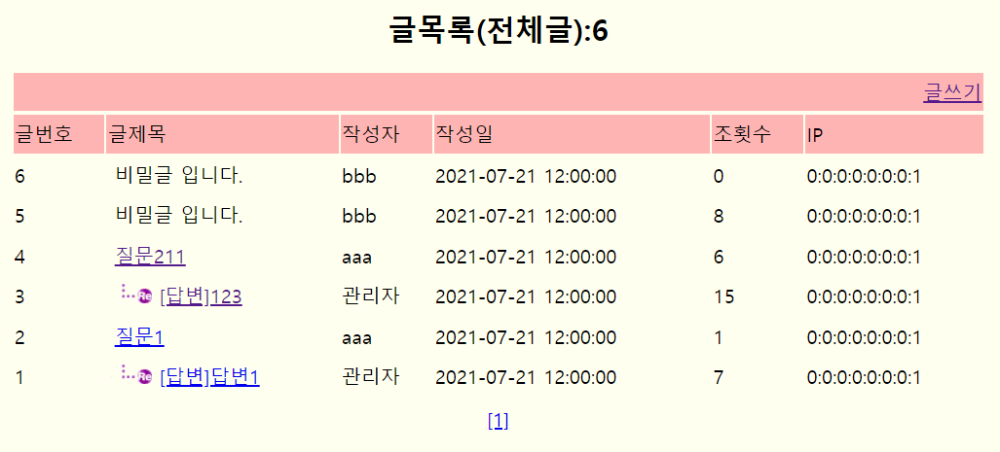 글목록(전체글):6
글쓰기
글번호 글제목 작성자 작성일 조횟수 IP
6 비밀글 입니다. bbb 2021-07-21 12:00:00 0 0:0:0:0:0:0:0:1
5 비밀글 입니다. bbb 2021-07-21 12:00:00 8 0:0:0:0:0:0:0:1
4 질문211 aaa 2021-07-21 12:00:00 6 0:0:0:0:0:0:0:1
3 Re [답변]123 관리자 2021-07-21 12:00:00 15 0:0:0:0:0:0:0:1
2 질문1 aaa 2021-07-21 12:00:00 1 0:0:0:0:0:0:0:1
1 Re [답변]답변1 관리자 2021-07-21 12:00:00 7 0:0:0:0:0:0:0:1
[1]